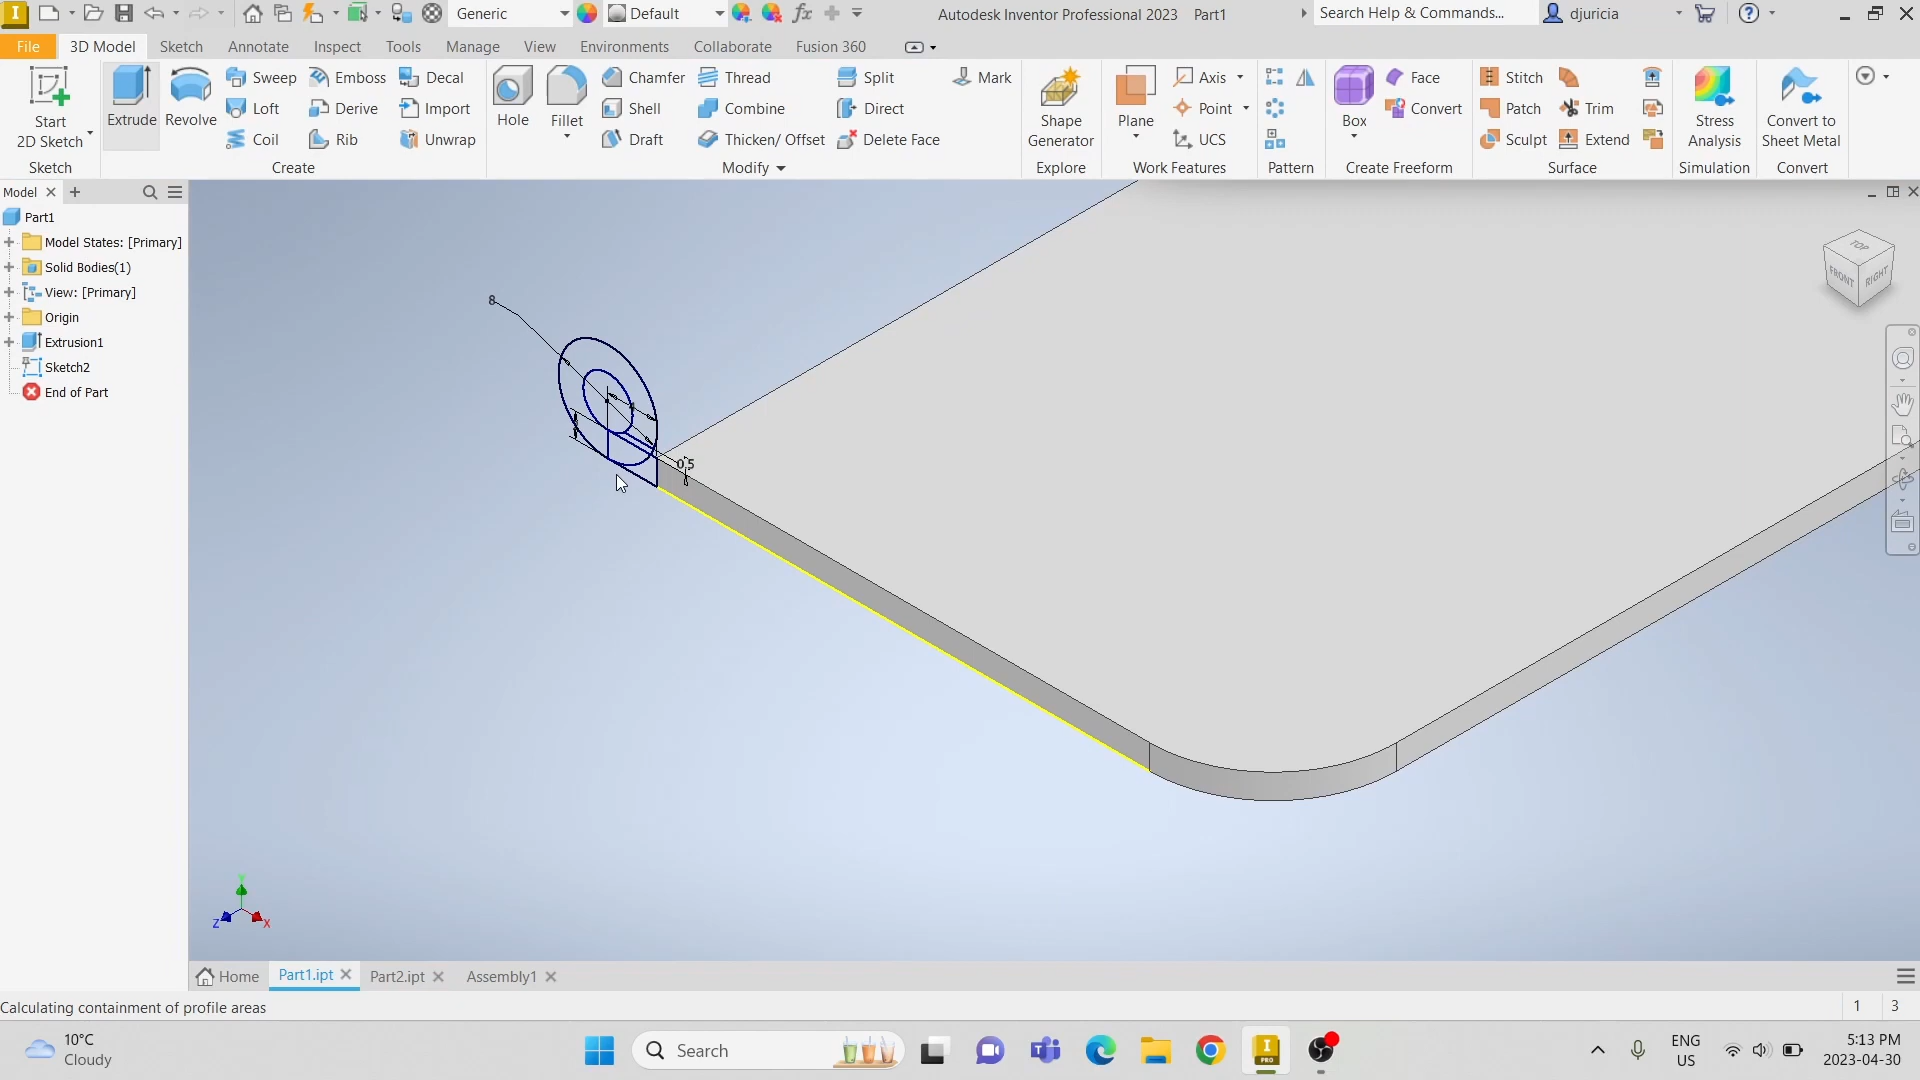 Generic
Default
Autodesk Inventor Professional 2023 Part1
Search Help & Commands...
djuricia
File
3D Model
Sketch
Annotate
Inspect
Tools
Manage
View
Environments
Collaborate
Fusion 360
Start
2D Sketch
Sketch
Extrude
Revolve
Sweep
Emboss
Decal
Loft
Derive
Import
Coil
Rib
Unwrap
Create
Hole
Fillet
Chamfer
Thread
Split
Shell
Combine
Direct
Draft
Thicken/ Offset
Delete Face
Modify
Mark
Shape
Generator
Explore
Plane
Axis
Point
UCS
Work Features
Pattern
Box
Face
Convert
Create Freeform
Stitch
Patch
Trim
Sculpt
Extend
Surface
Stress
Analysis
Simulation
Convert to
Sheet Metal
Convert
Model
Part1
Model States: [Primary]
Solid Bodies(1)
View: [Primary]
Origin
Extrusion1
Sketch2
End of Part
8
0.5
TOP
FRONT
RIGHT
Y
Z
X
Home
Part1.ipt
Part2.ipt
Assembly1
Calculating containment of profile areas
1
3
10°C
Cloudy
Search
PRO
ENG
US
5:13 PM
2023-04-30